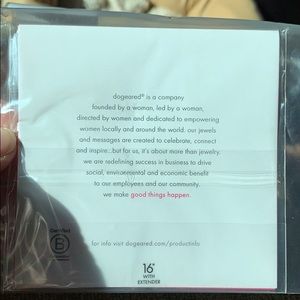 dogeared® is a company
founded by a woman, led by a woman,
directed by women and dedicated to empowering
women locally and around the world. our jewels
and messages are created to celebrate, connect
and inspire...but for us, it's about more than jewelry.
we are redefining success in business to drive
social, environmental and economic benefit
to our employees and our community.
we make good things happen.
Certified
B
for info visit dogeared.com/productinfo
16"
WITH
EXTENDER